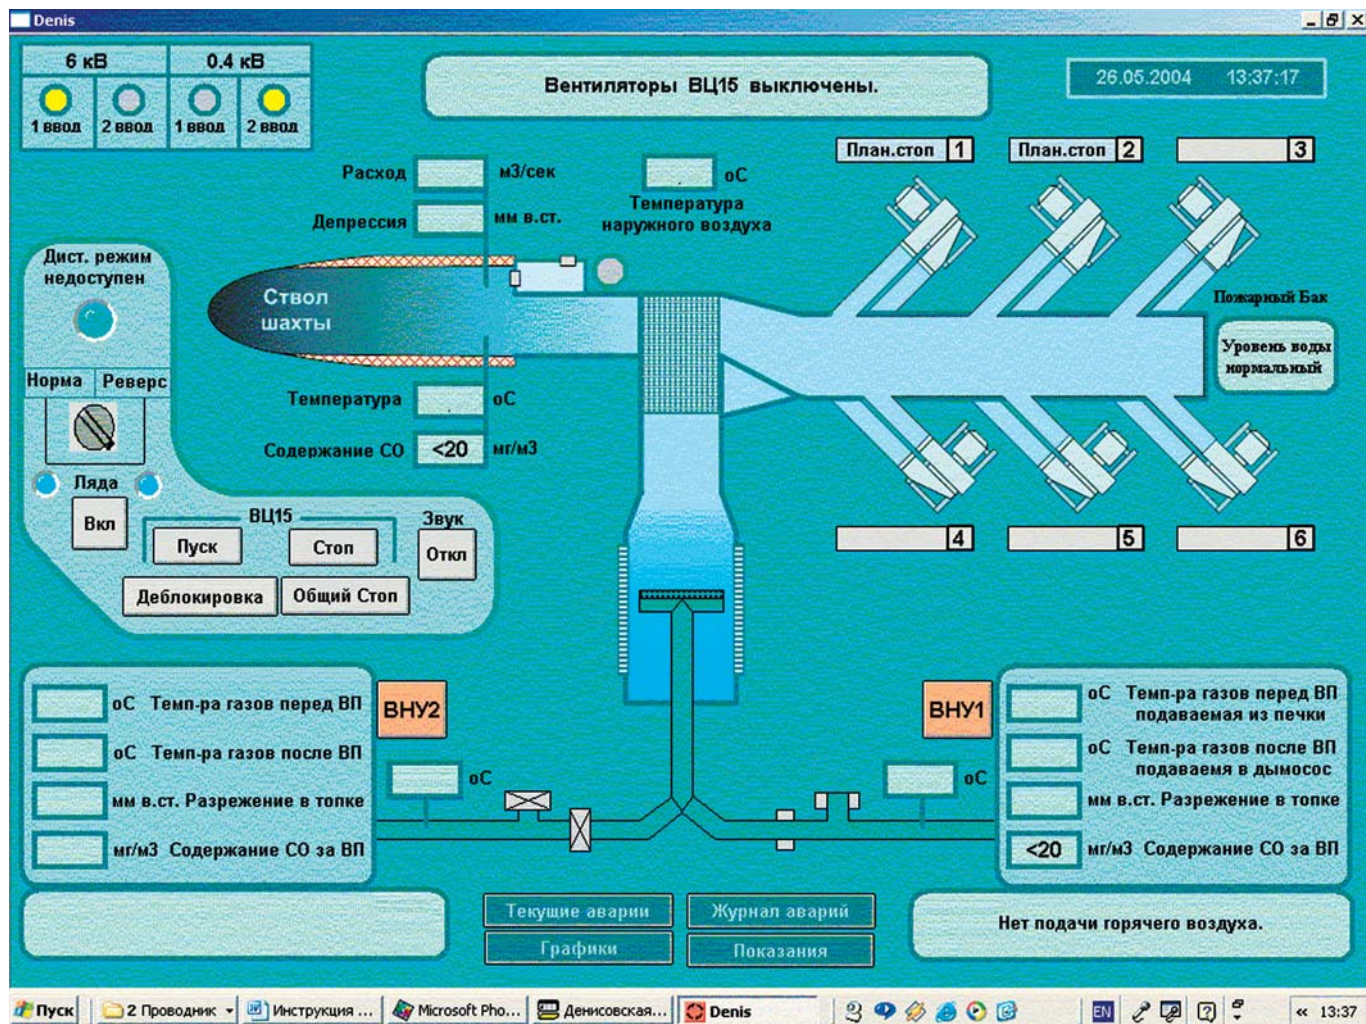 Denis
6 кВ
0.4 кВ
1 ввод
2 ввод
1 ввод
2 ввод
Вентиляторы ВЦ15 выключены.
26.05.2004 13:37:17
План.стоп 1
План.стоп 2
3
Расход м3/сек
Депрессия мм в.ст.
оС
Температура
наружного воздуха
Дист. режим
недоступен
Ствол
шахты
Пожарный Бак
Уровень воды
нормальный
Норма Реверс
Температура оС
Содержание СО <20 мг/м3
Ляда
Вкл
ВЦ15
Пуск
Стоп
Звук
Откл
Деблокировка
Общий Стоп
4
5
6
оС Темп-ра газов перед ВП
оС Темп-ра газов после ВП
мм в.ст. Разрежение в топке
мг/м3 Содержание СО за ВП
ВНУ2
оС
ВНУ1
оС
оС Темп-ра газов перед ВП
подаваемая из печки
оС Темп-ра газов после ВП
подаваемя в дымосос
мм в.ст. Разрежение в топке
<20 мг/м3 Содержание СО за ВП
Текущие аварии
Журнал аварий
Графики
Показания
Нет подачи горячего воздуха.
Пуск
2 Проводник
Инструкция ...
Microsoft Pho...
Денисовская...
Denis
EN
« 13:37